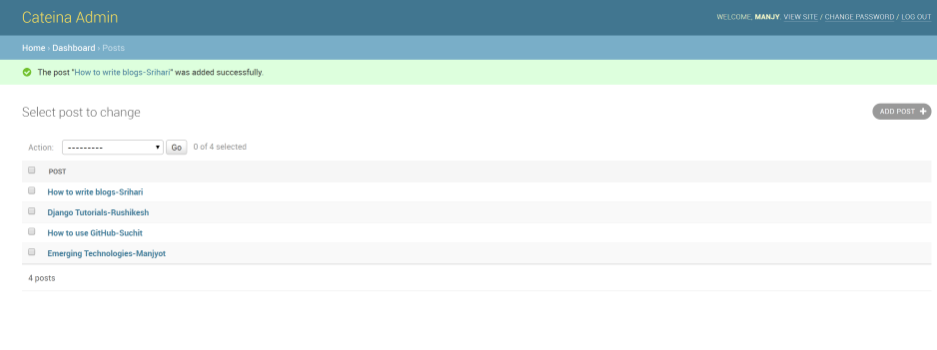 Cateina Admin
WELCOME, MANJY. VIEW SITE / CHANGE PASSWORD / LOG OUT
Home › Dashboard › Posts
The post "How to write blogs-Srihari" was added successfully.
Select post to change
ADD POST +
Action: --------- Go 0 of 4 selected
POST
How to write blogs-Srihari
Django Tutorials-Rushikesh
How to use GitHub-Suchit
Emerging Technologies-Manjyot
4 posts